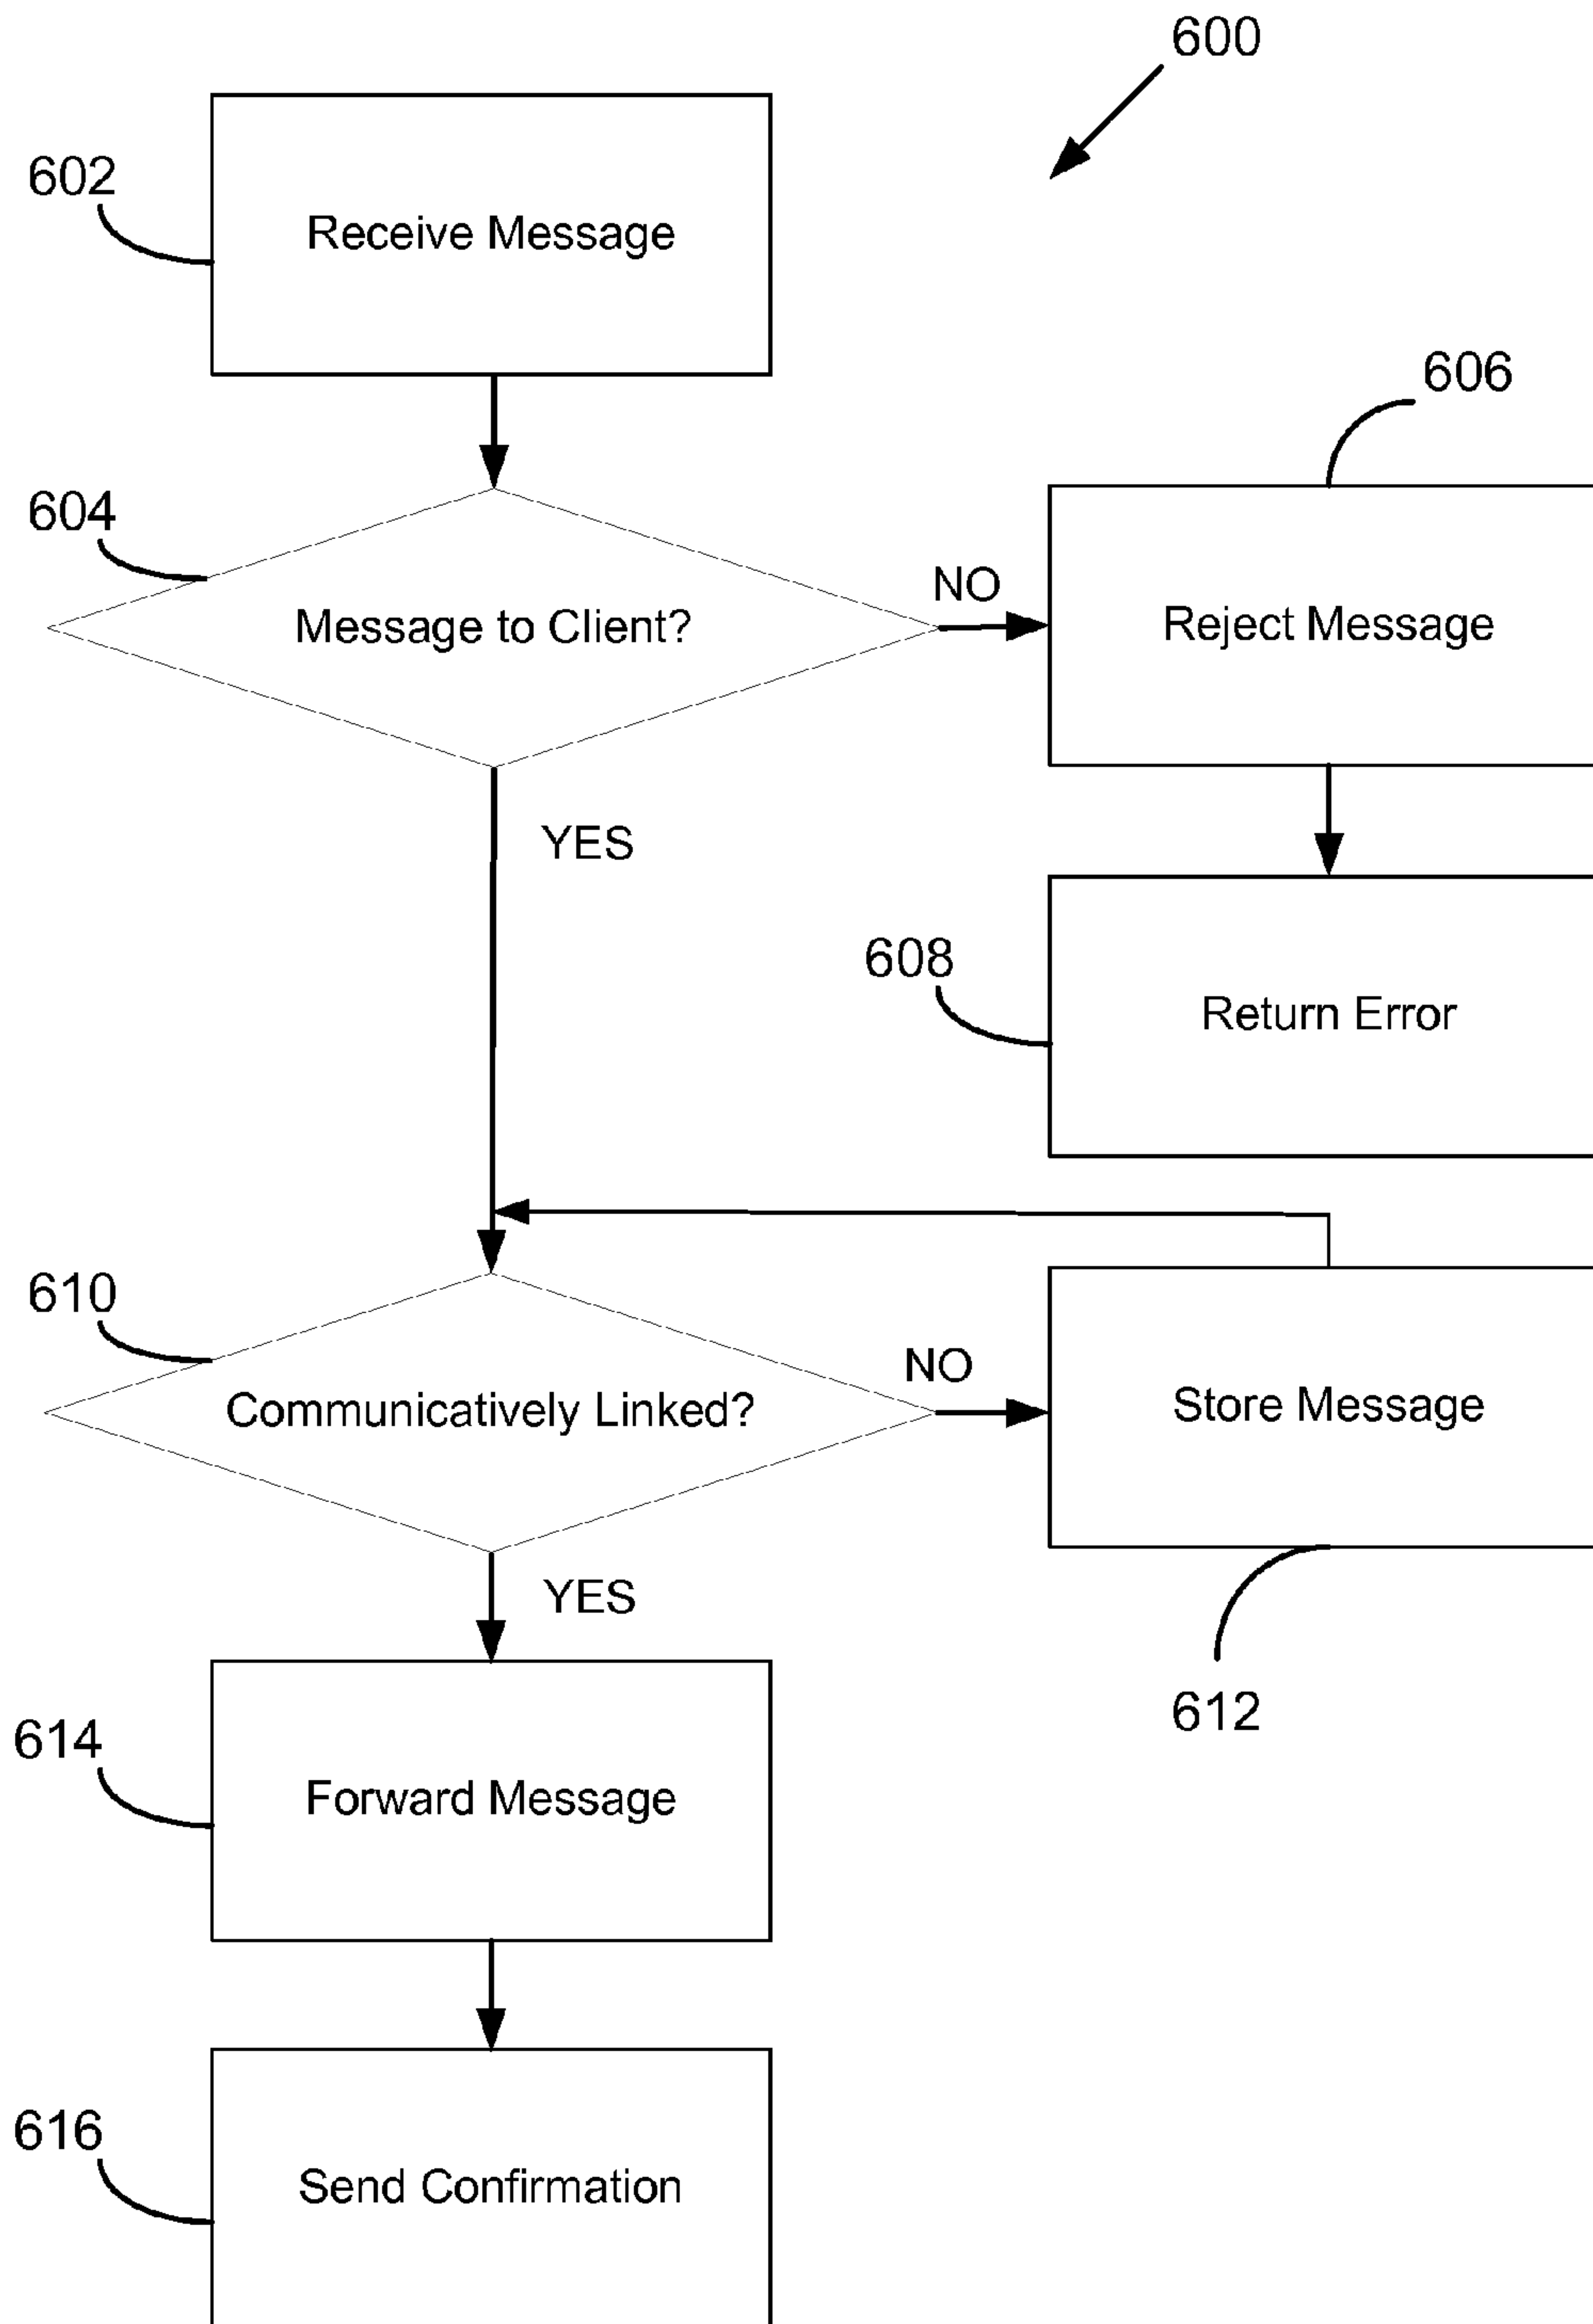 600
602
Receive Message
606
604
Message to Client?
NO
Reject Message
YES
608
Return Error
610
Communicatively Linked?
NO
Store Message
YES
612
614
Forward Message
616
Send Confirmation